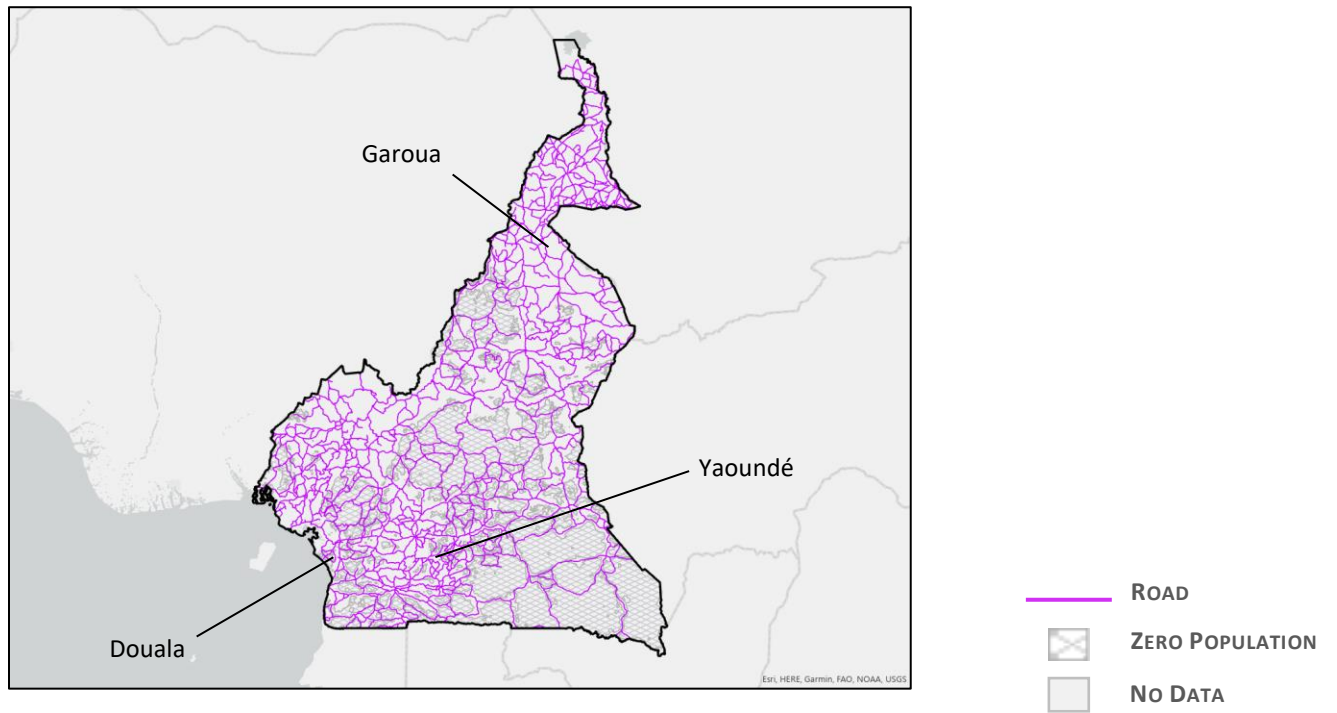 Garoua
Yaoundé
Douala
Esri, HERE, Garmin, FAO, NOAA, USGS
ROAD
ZERO POPULATION
NO DATA